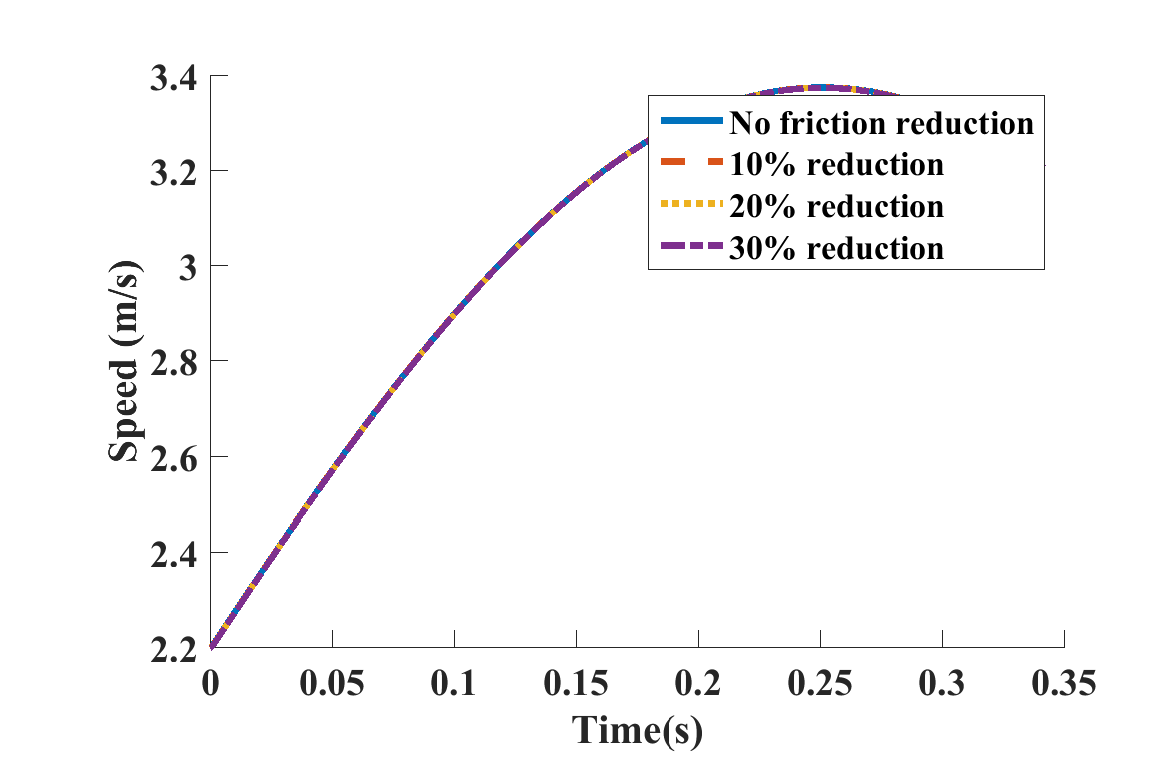 3.4
3.2
3
2.8
2.6
2.4
2.2
Speed (m/s)
No friction reduction
10% reduction
20% reduction
30% reduction
0 0.05 0.1 0.15 0.2 0.25 0.3 0.35
Time(s)